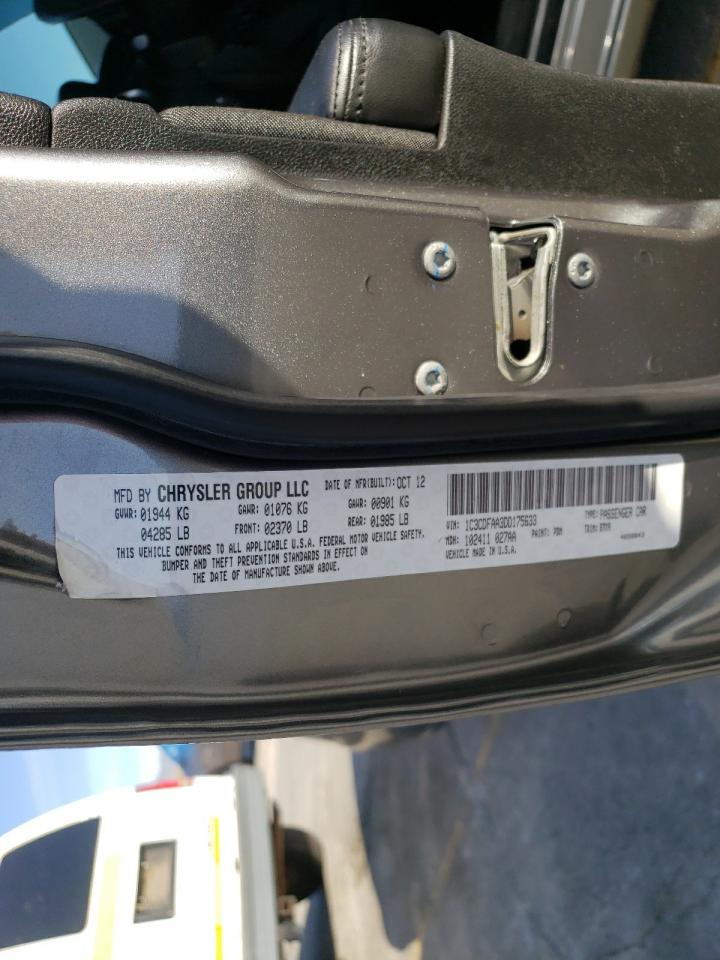 MFD BY CHRYSLER GROUP LLC DATE OF MFR(BUILT): OCT 12
GVWR: 01944 KG GAWR: 01076 KG GAWR: 00901 KG
04285 LB FRONT: 02370 LB REAR: 01985 LB
THIS VEHICLE CONFORMS TO ALL APPLICABLE U.S.A. FEDERAL MOTOR VEHICLE SAFETY,
BUMPER AND THEFT PREVENTION STANDARDS IN EFFECT ON
THE DATE OF MANUFACTURE SHOWN ABOVE.
VIN: 1C3CDFAA3DD175633 TYPE: PASSENGER CAR
MDH: 102411 027AA PAINT: PDM TRIM:
VEHICLE MADE IN U.S.A.